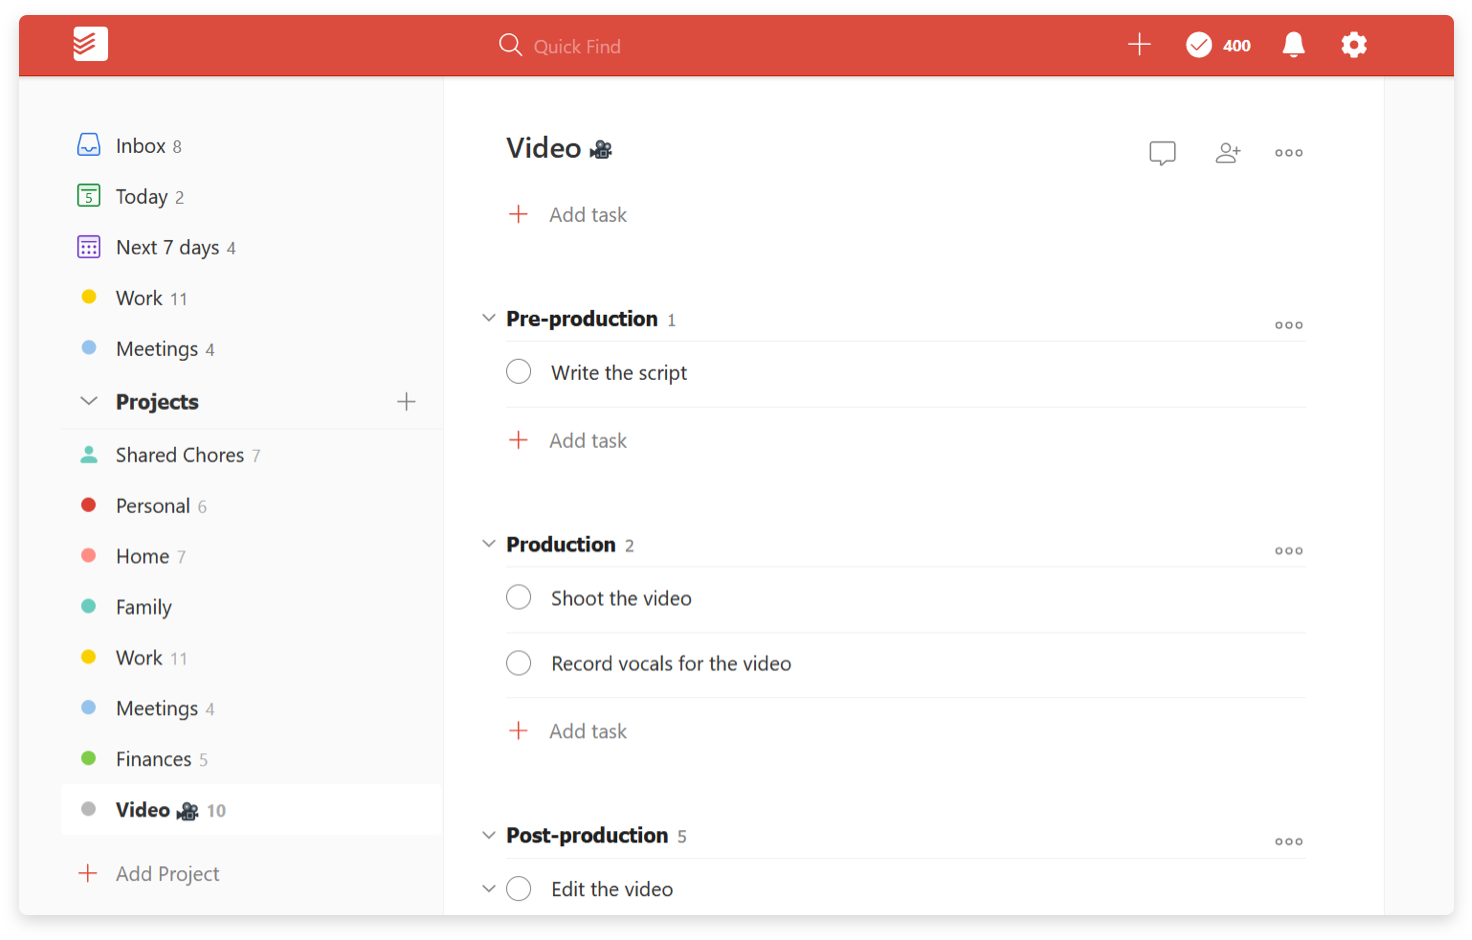 Quick Find
400
Inbox 8
5 Today 2
Next 7 days 4
Work 11
Meetings 4
Projects
Shared Chores 7
Personal 6
Home 7
Family
Work 11
Meetings 4
Finances 5
Video 🎥 10
Add Project
Video 🎥
Add task
Pre-production 1
Write the script
Add task
Production 2
Shoot the video
Record vocals for the video
Add task
Post-production 5
Edit the video